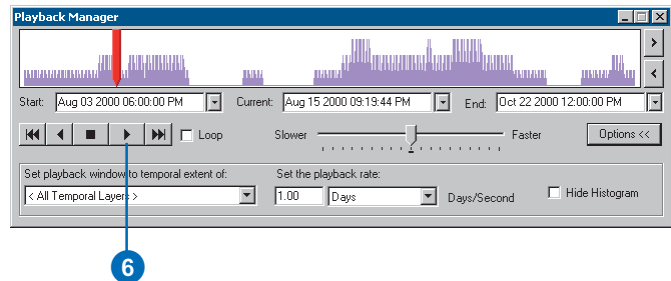 Playback Manager
Start: Aug 03 2000 06:00:00 PM Current: Aug 15 2000 09:19:44 PM End: Oct 22 2000 12:00:00 PM
Loop Slower Faster Options <<
Set playback window to temporal extent of: Set the playback rate:
< All Temporal Layers > 1.00 Days Days/Second Hide Histogram
6